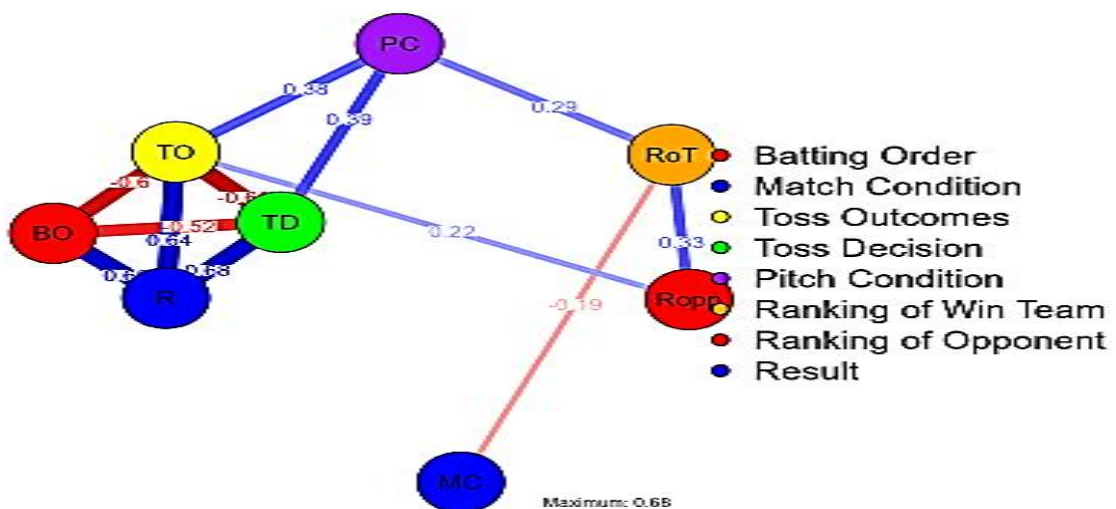 PC
0.38
0.39
0.29
TO
RoT
-0.6
TD
BO
-0.52
0.64
0.22
0.33
0.68
R
Ropp
-0.19
MC
Batting Order
Match Condition
Toss Outcomes
Toss Decision
Pitch Condition
Ranking of Win Team
Ranking of Opponent
Result
Maximum: 0.68